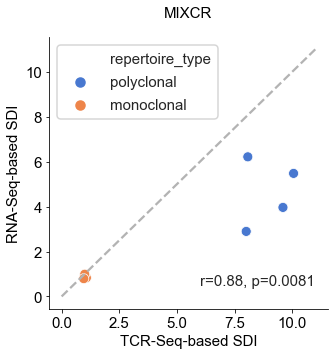 MIXCR
repertoire_type
polyclonal
monoclonal
RNA-Seq-based SDI
10
8
6
4
2
0
r=0.88, p=0.0081
0.0 2.5 5.0 7.5 10.0
TCR-Seq-based SDI